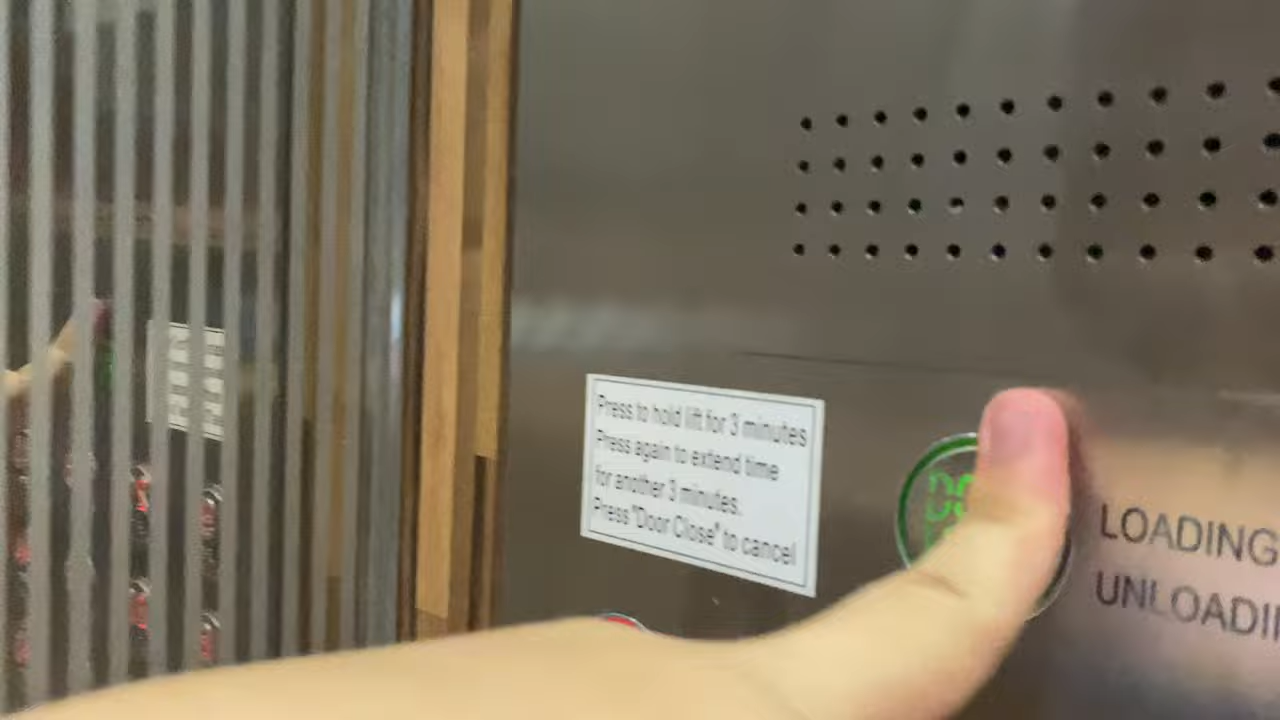 Press to hold lift for 3 minutes
Press again to extend time
for another 3 minutes.
Press "Door Close" to cancel
LOADING
UNLOADI